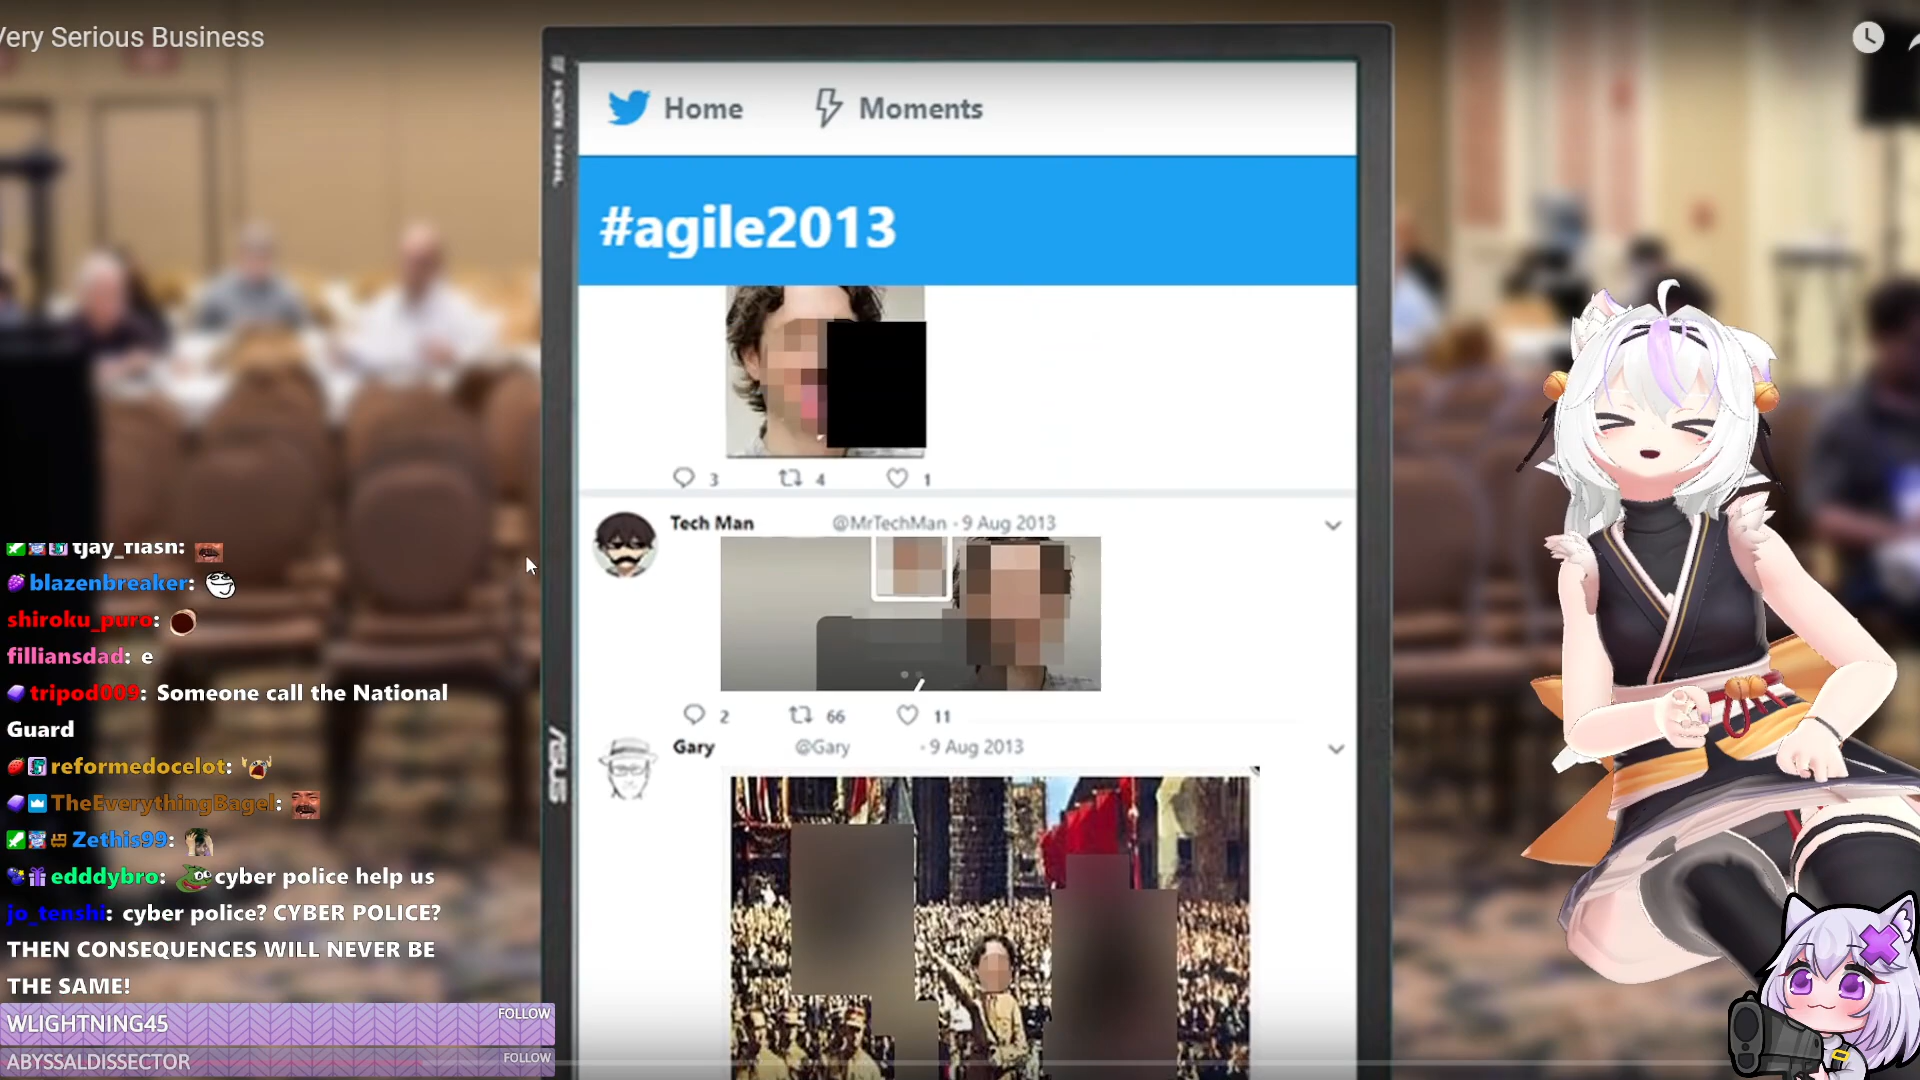 Very Serious Business
Home
Moments
#agile2013
3
4
1
Tech Man
@MrTechMan · 9 Aug 2013
2
66
11
Gary
@Gary
· 9 Aug 2013
ASUS
tjay_flash:
blazenbreaker:
shiroku_puro:
filliansdad: e
tripod009: Someone call the National
Guard
reformedocelot:
TheEverythingBagel:
Zethis99:
edddybro: cyber police help us
jo_tenshi: cyber police? CYBER POLICE?
THEN CONSEQUENCES WILL NEVER BE
THE SAME!
WLIGHTNING45
FOLLOW
ABYSSALDISSECTOR
FOLLOW